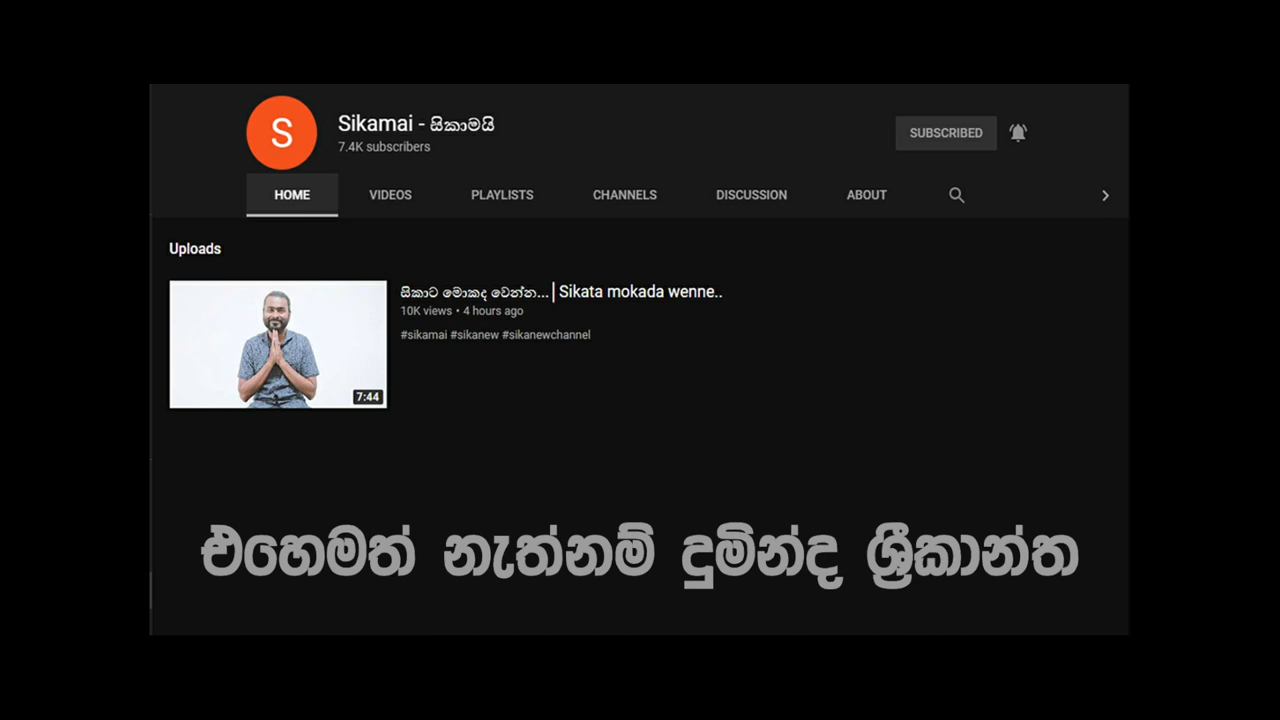 S
Sikamai - සිකාමයි
7.4K subscribers
SUBSCRIBED
HOME VIDEOS PLAYLISTS CHANNELS DISCUSSION ABOUT
Uploads
සිකාට මොකද වෙන්න...| Sikata mokada wenne..
10K views • 4 hours ago
#sikamai #sikanew #sikanewchannel
7:44
එහෙමත් නැත්නම් දුමින්ද ශ්‍රීකාන්ත